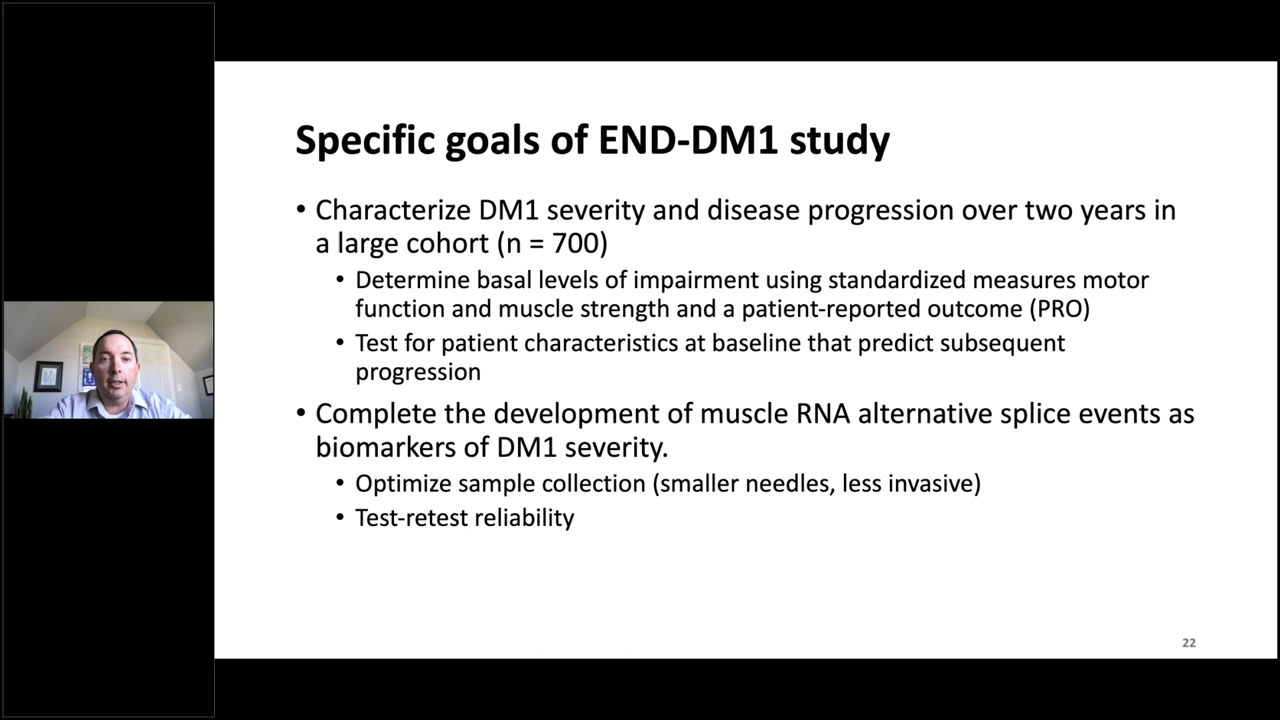 Specific goals of END-DM1 study
• Characterize DM1 severity and disease progression over two years in
a large cohort (n = 700)
• Determine basal levels of impairment using standardized measures motor
function and muscle strength and a patient-reported outcome (PRO)
• Test for patient characteristics at baseline that predict subsequent
progression
• Complete the development of muscle RNA alternative splice events as
biomarkers of DM1 severity.
• Optimize sample collection (smaller needles, less invasive)
• Test-retest reliability
22